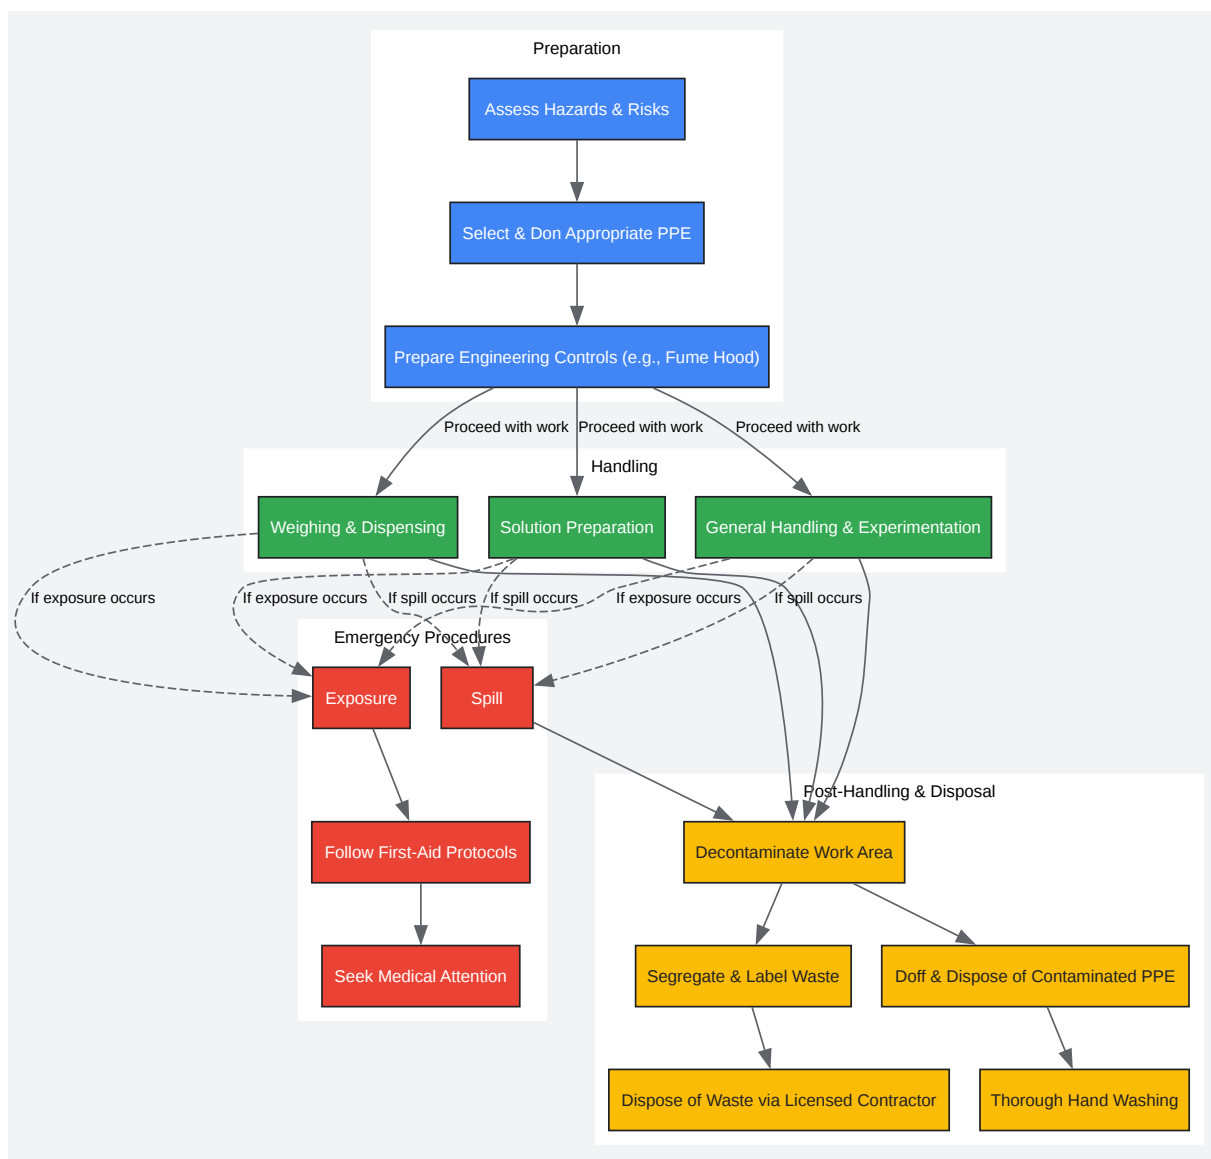 Preparation
Assess Hazards & Risks
Select & Don Appropriate PPE
Prepare Engineering Controls (e.g., Fume Hood)
Proceed with work
Proceed with work
Proceed with work
Handling
Weighing & Dispensing
Solution Preparation
General Handling & Experimentation
If exposure occurs
If exposure occurs
If spill occurs
If spill occurs
If exposure occurs
If spill occurs
Emergency Procedures
Exposure
Spill
Post-Handling & Disposal
Follow First-Aid Protocols
Decontaminate Work Area
Seek Medical Attention
Segregate & Label Waste
Doff & Dispose of Contaminated PPE
Dispose of Waste via Licensed Contractor
Thorough Hand Washing